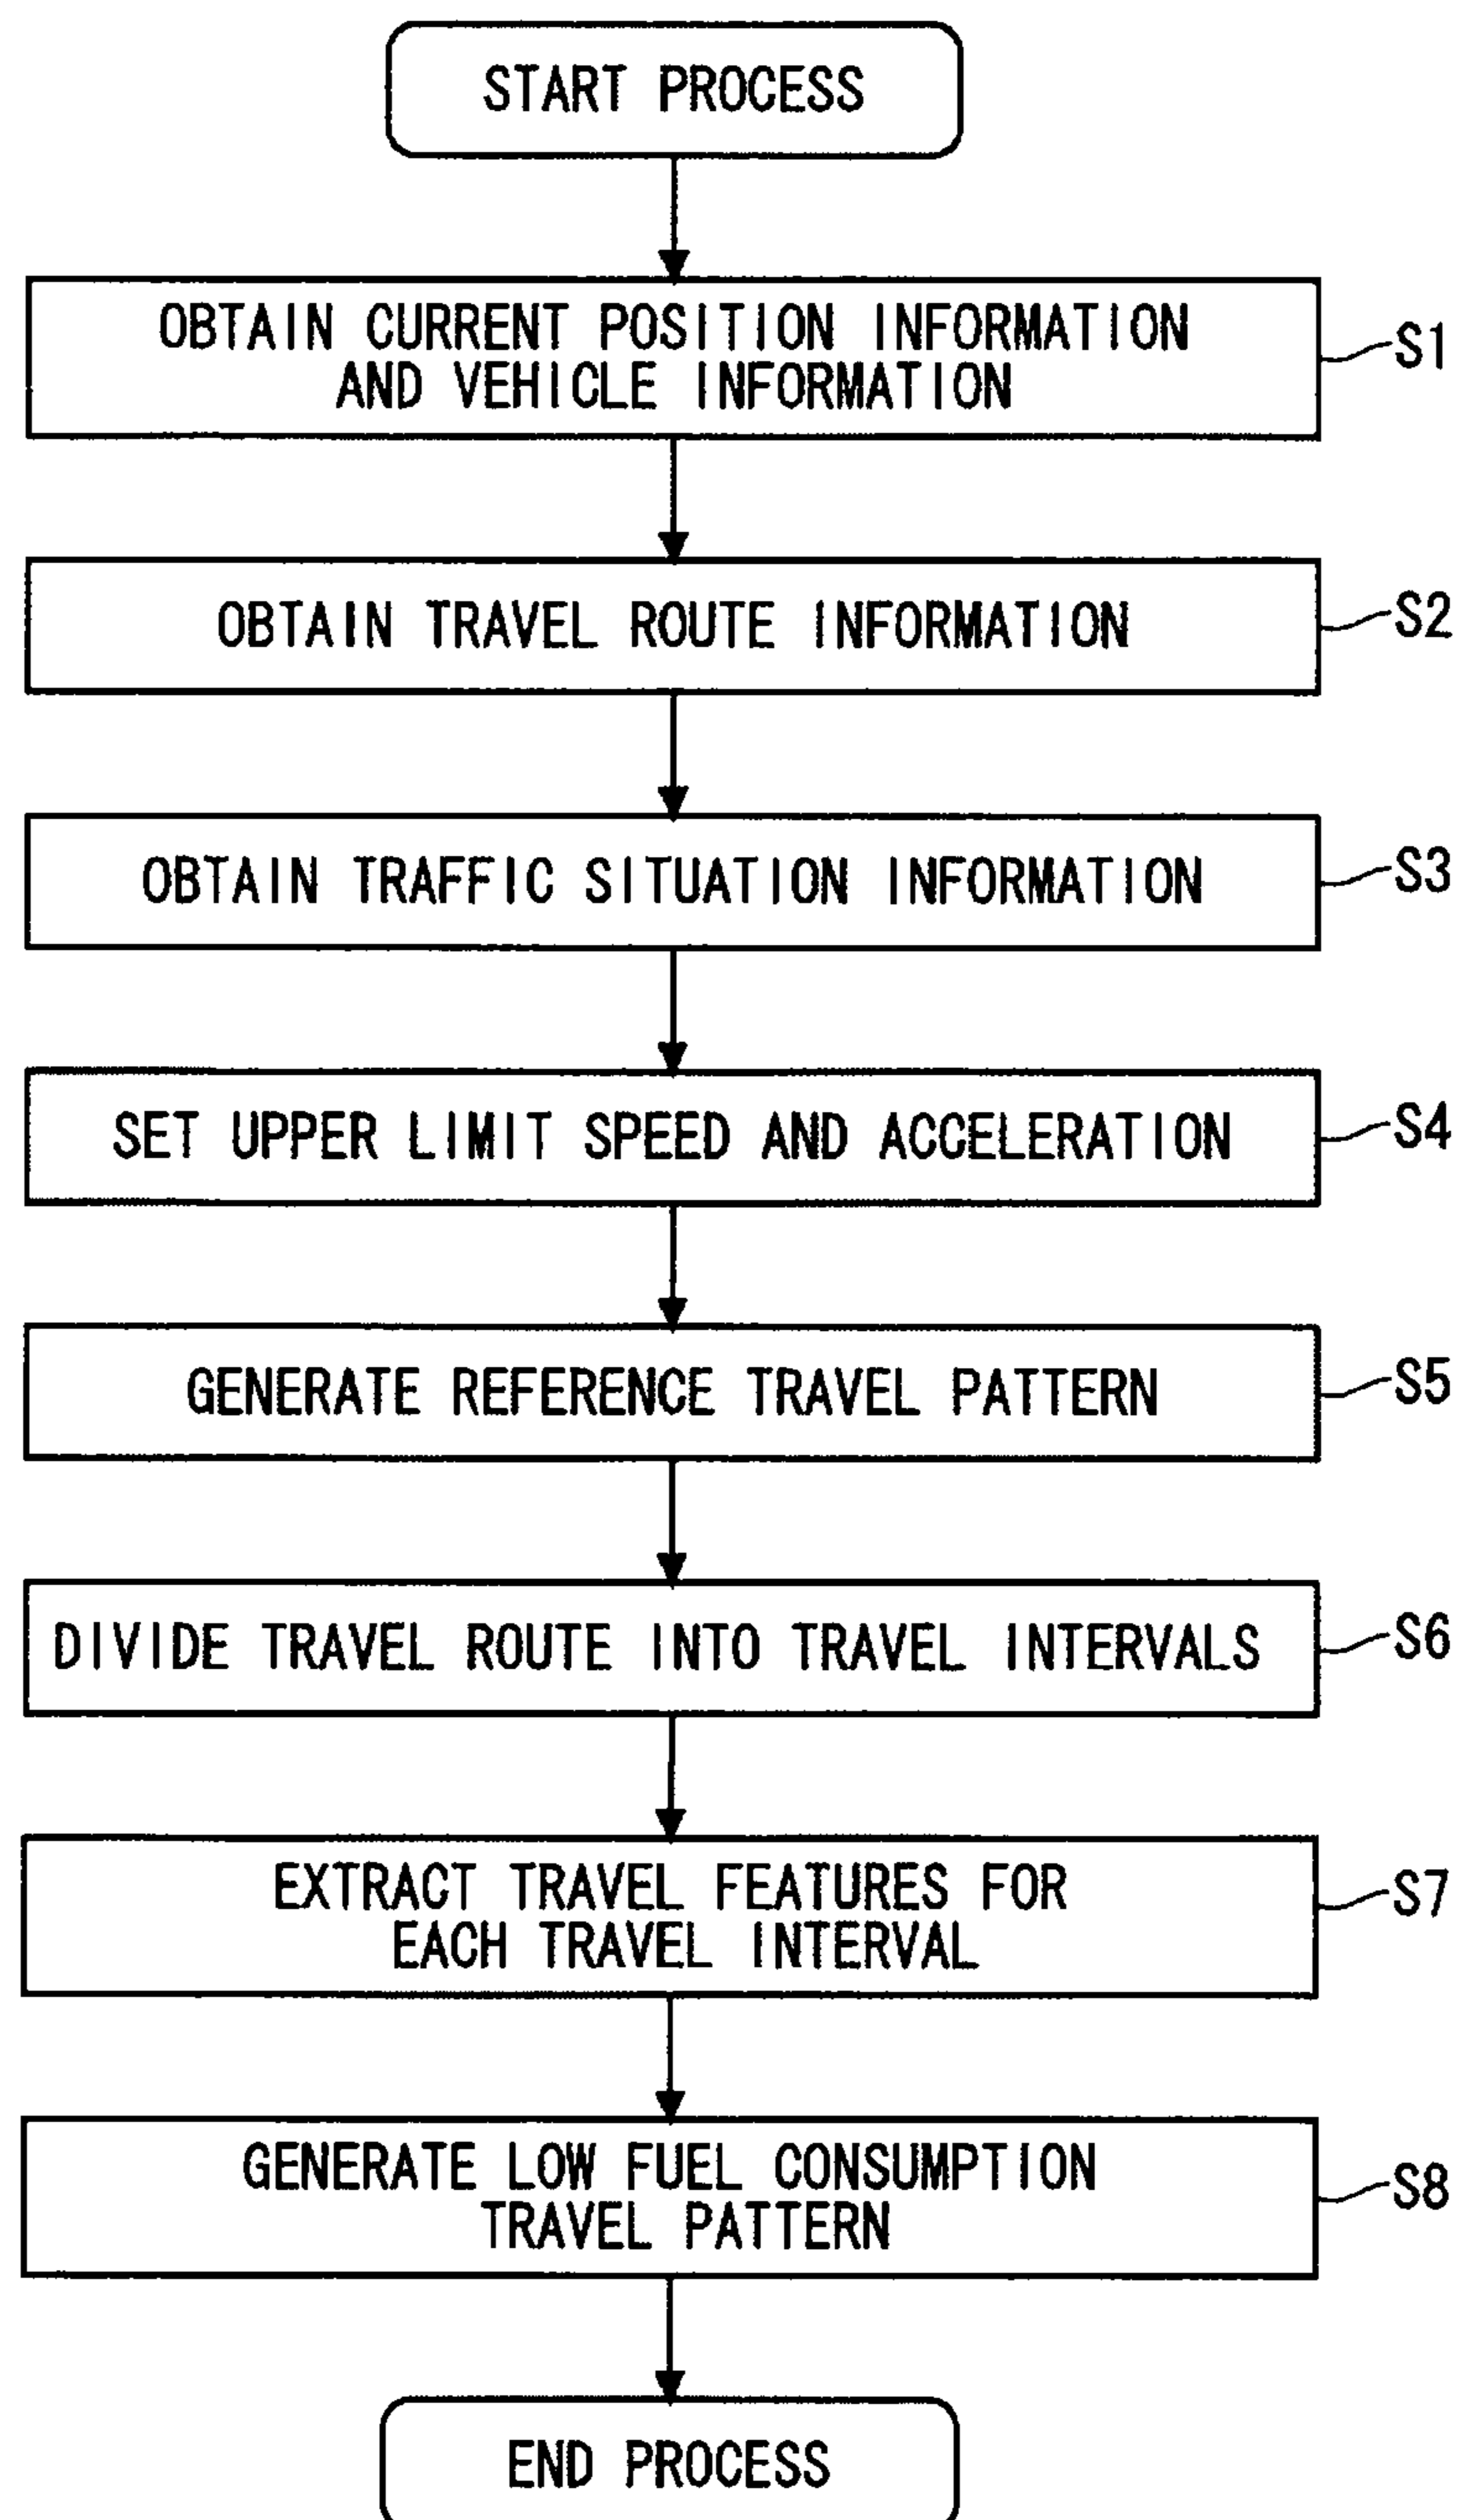 START PROCESS
OBTAIN CURRENT POSITION INFORMATION
AND VEHICLE INFORMATION
S1
OBTAIN TRAVEL ROUTE INFORMATION
S2
OBTAIN TRAFFIC SITUATION INFORMATION
S3
SET UPPER LIMIT SPEED AND ACCELERATION
S4
GENERATE REFERENCE TRAVEL PATTERN
S5
DIVIDE TRAVEL ROUTE INTO TRAVEL INTERVALS
S6
EXTRACT TRAVEL FEATURES FOR
EACH TRAVEL INTERVAL
S7
GENERATE LOW FUEL CONSUMPTION
TRAVEL PATTERN
S8
END PROCESS